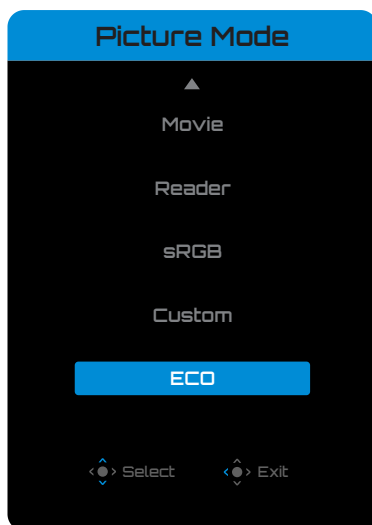 Picture Mode
Movie
Reader
sRGB
Custom
ECO
Select Exit